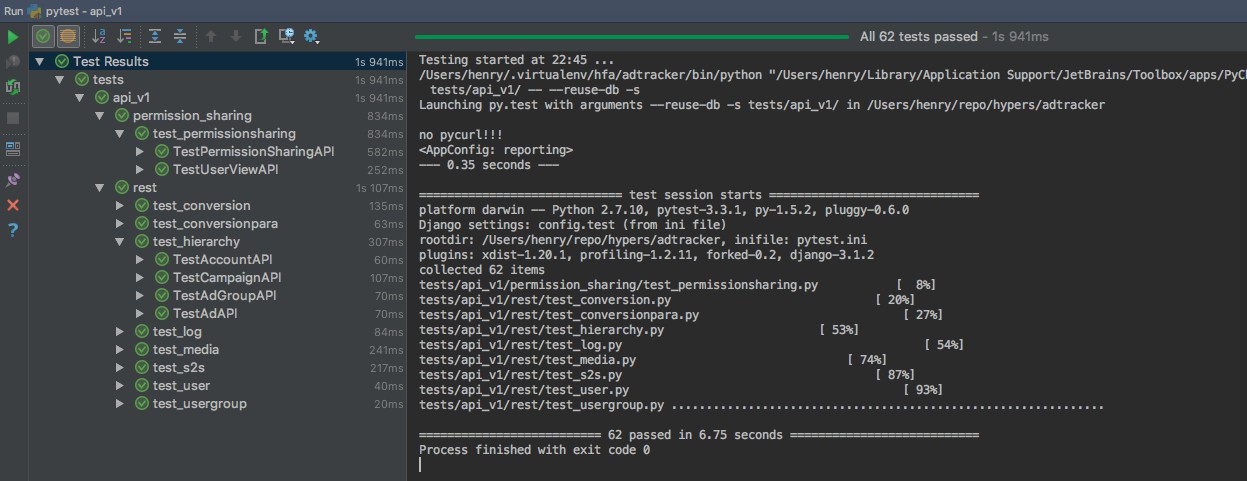 Run pytest - api_v1
All 62 tests passed - 1s 941ms
Test Results 1s 941ms
tests 1s 941ms
api_v1 1s 941ms
permission_sharing 834ms
test_permissionsharing 834ms
TestPermissionSharingAPI 582ms
TestUserViewAPI 252ms
rest 1s 107ms
test_conversion 135ms
test_conversionpara 63ms
test_hierarchy 307ms
TestAccountAPI 60ms
TestCampaignAPI 107ms
TestAdGroupAPI 70ms
TestAdAPI 70ms
test_log 84ms
test_media 241ms
test_s2s 217ms
test_user 40ms
test_usergroup 20ms
Testing started at 22:45 ...
/Users/henry/.virtualenv/hfa/adtracker/bin/python "/Users/henry/Library/Application Support/JetBrains/Toolbox/apps/PyCh
tests/api_v1/ -- --reuse-db -s
Launching py.test with arguments --reuse-db -s tests/api_v1/ in /Users/henry/repo/hypers/adtracker
no pycurl!!!
<AppConfig: reporting>
--- 0.35 seconds ---
============================= test session starts ==============================
platform darwin -- Python 2.7.10, pytest-3.3.1, py-1.5.2, pluggy-0.6.0
Django settings: config.test (from ini file)
rootdir: /Users/henry/repo/hypers/adtracker, inifile: pytest.ini
plugins: xdist-1.20.1, profiling-1.2.11, forked-0.2, django-3.1.2
collected 62 items
tests/api_v1/permission_sharing/test_permissionsharing.py [ 8%]
tests/api_v1/rest/test_conversion.py [ 20%]
tests/api_v1/rest/test_conversionpara.py [ 27%]
tests/api_v1/rest/test_hierarchy.py [ 53%]
tests/api_v1/rest/test_log.py [ 54%]
tests/api_v1/rest/test_media.py [ 74%]
tests/api_v1/rest/test_s2s.py [ 87%]
tests/api_v1/rest/test_user.py [ 93%]
tests/api_v1/rest/test_usergroup.py ..............................................................
========================== 62 passed in 6.75 seconds ===========================
Process finished with exit code 0